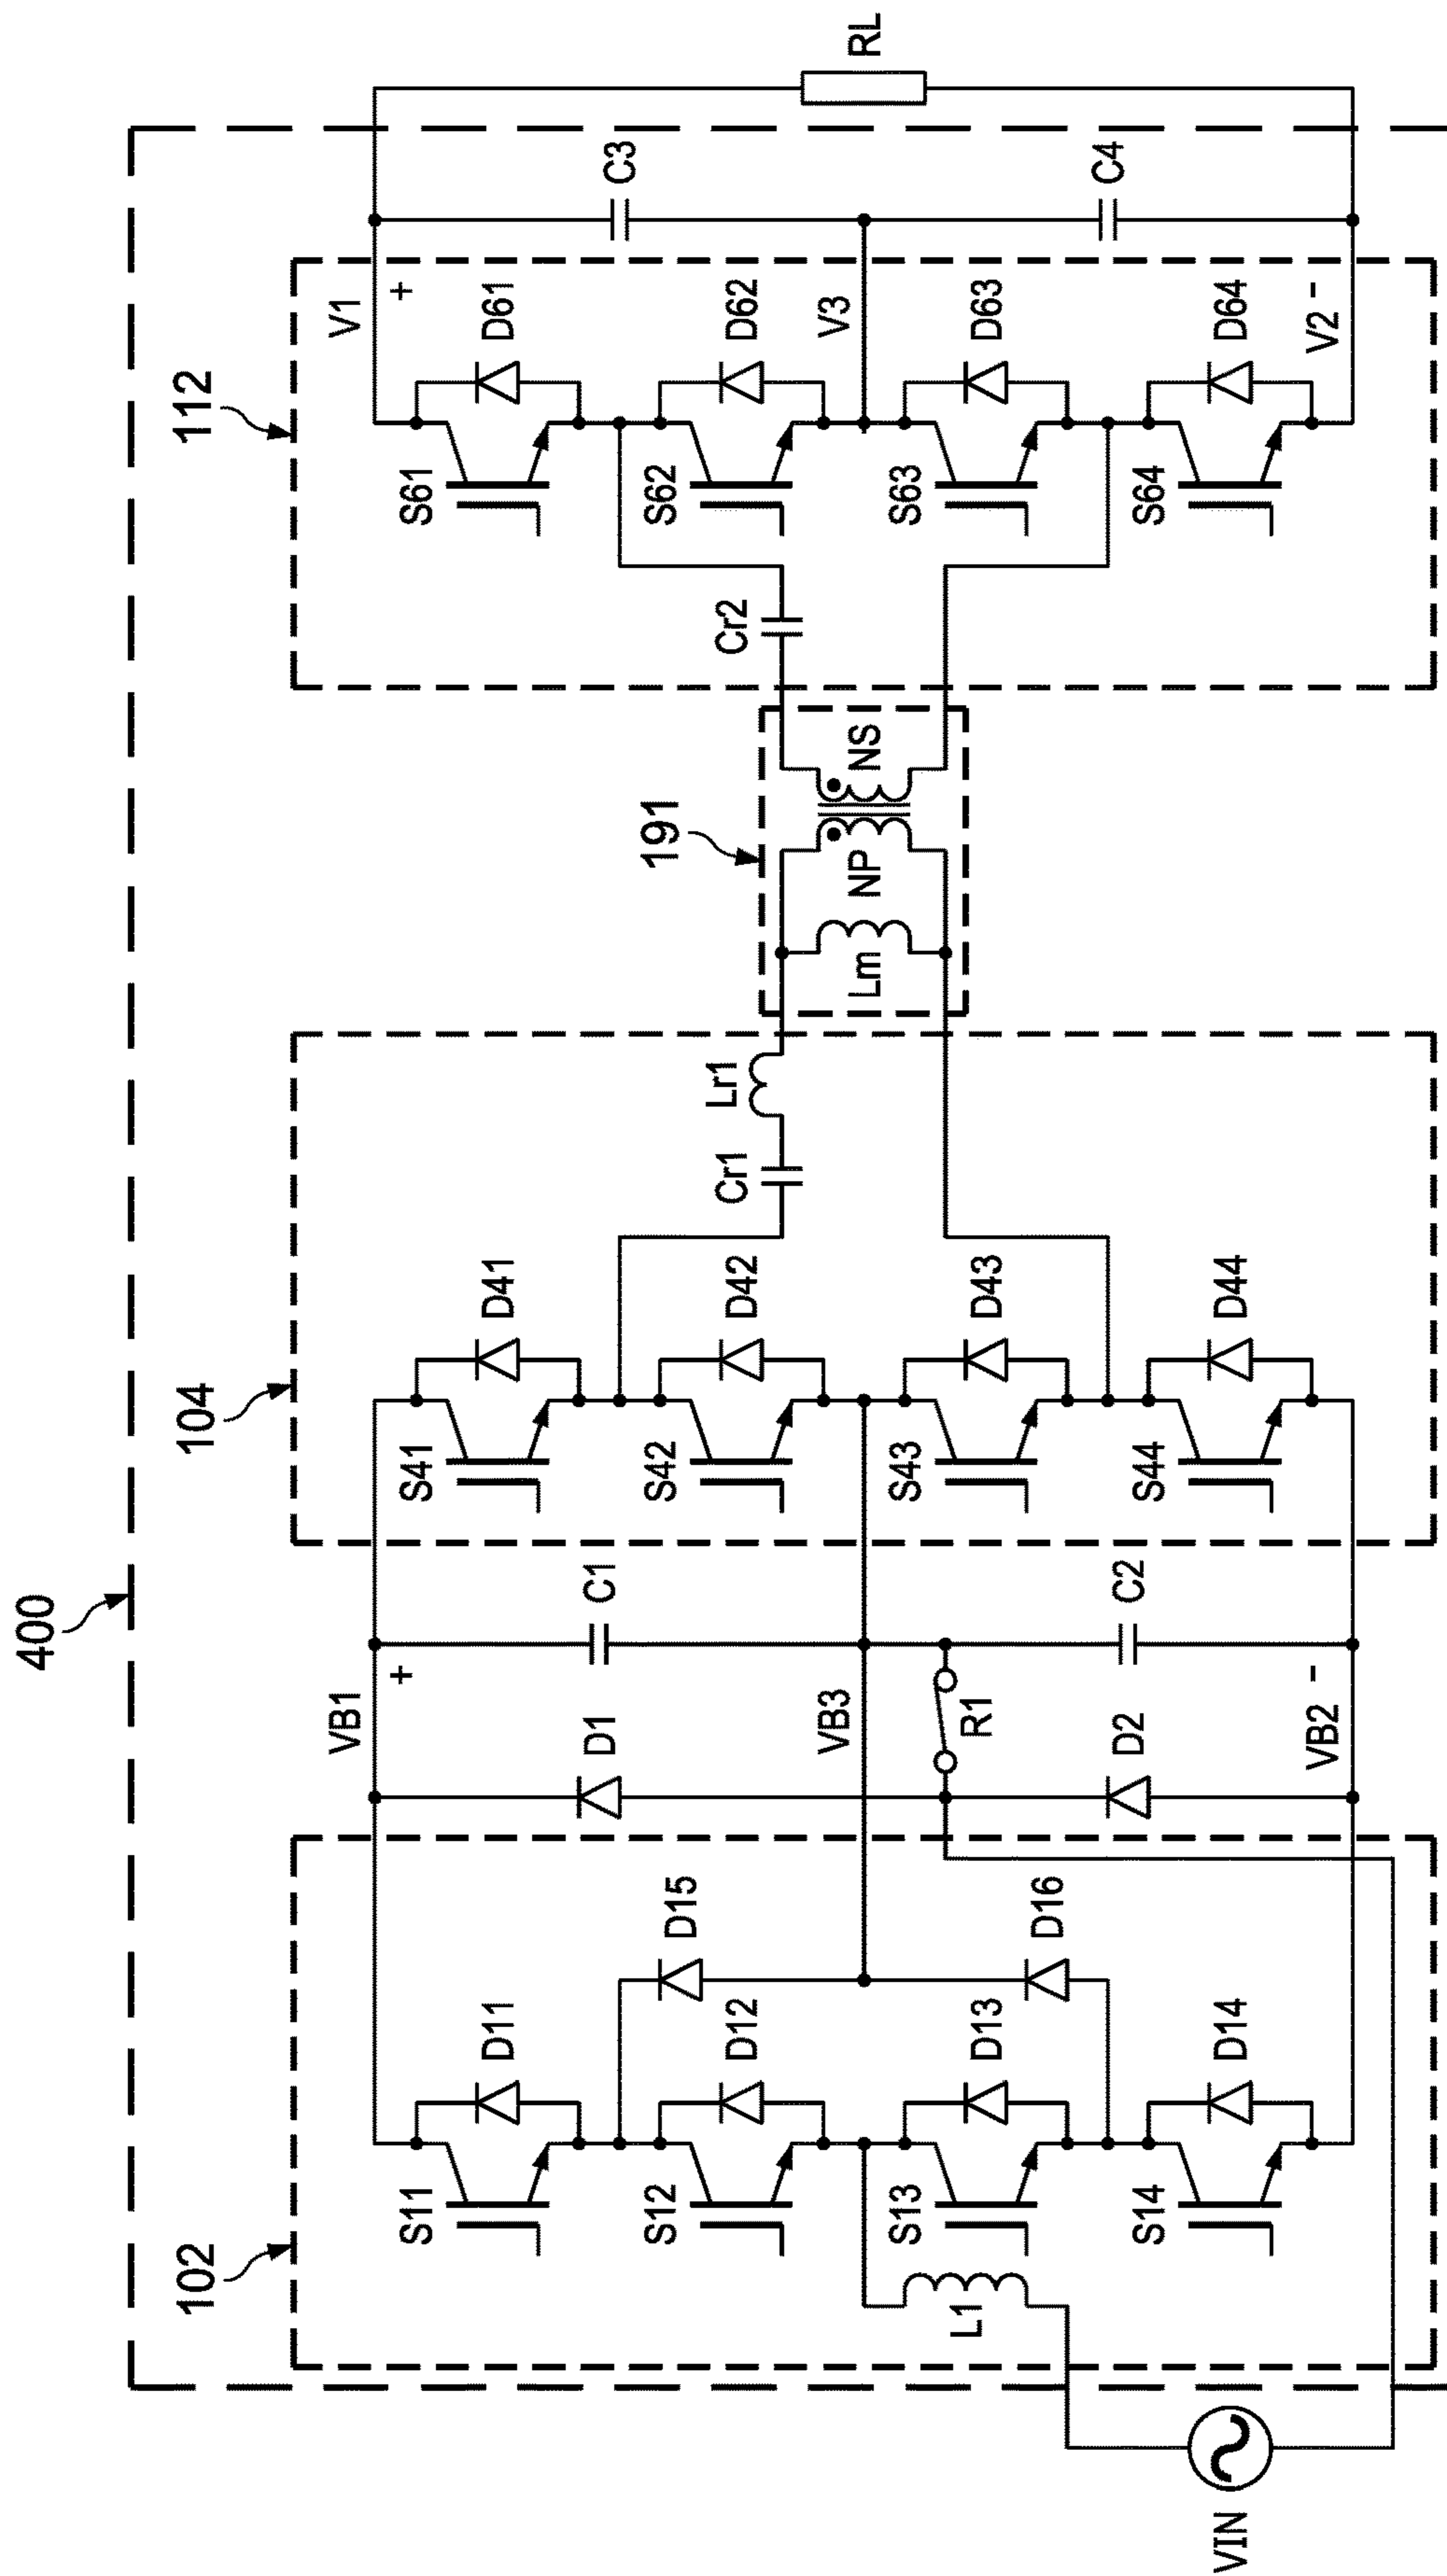 400
102
104
112
191
VIN
L1
S11
D11
S12
D12
S13
D13
S14
D14
D15
D16
VB1
+
D1
C1
VB3
R1
D2
C2
VB2
-
S41
D41
S42
D42
S43
D43
S44
D44
Cr1
Lr1
Lm
NP
NS
Cr2
S61
D61
S62
D62
S63
D63
S64
D64
V1
+
V3
V2
-
C3
C4
RL